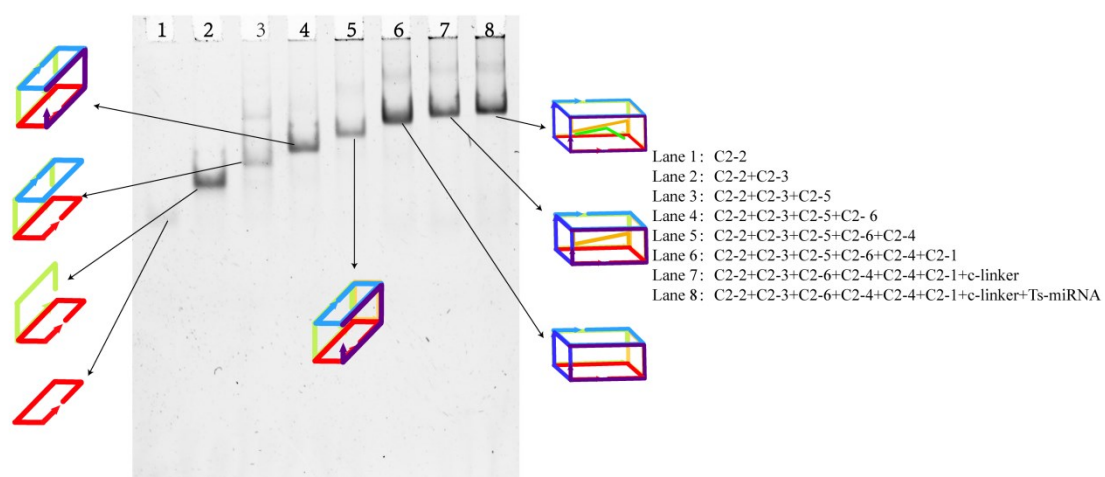 1 2 3 4 5 6 7 8
Lane 1: C2-2
Lane 2: C2-2+C2-3
Lane 3: C2-2+C2-3+C2-5
Lane 4: C2-2+C2-3+C2-5+C2- 6
Lane 5: C2-2+C2-3+C2-5+C2-6+C2-4
Lane 6: C2-2+C2-3+C2-5+C2-6+C2-4+C2-1
Lane 7: C2-2+C2-3+C2-6+C2-4+C2-4+C2-1+c-linker
Lane 8: C2-2+C2-3+C2-6+C2-4+C2-4+C2-1+c-linker+Ts-miRNA